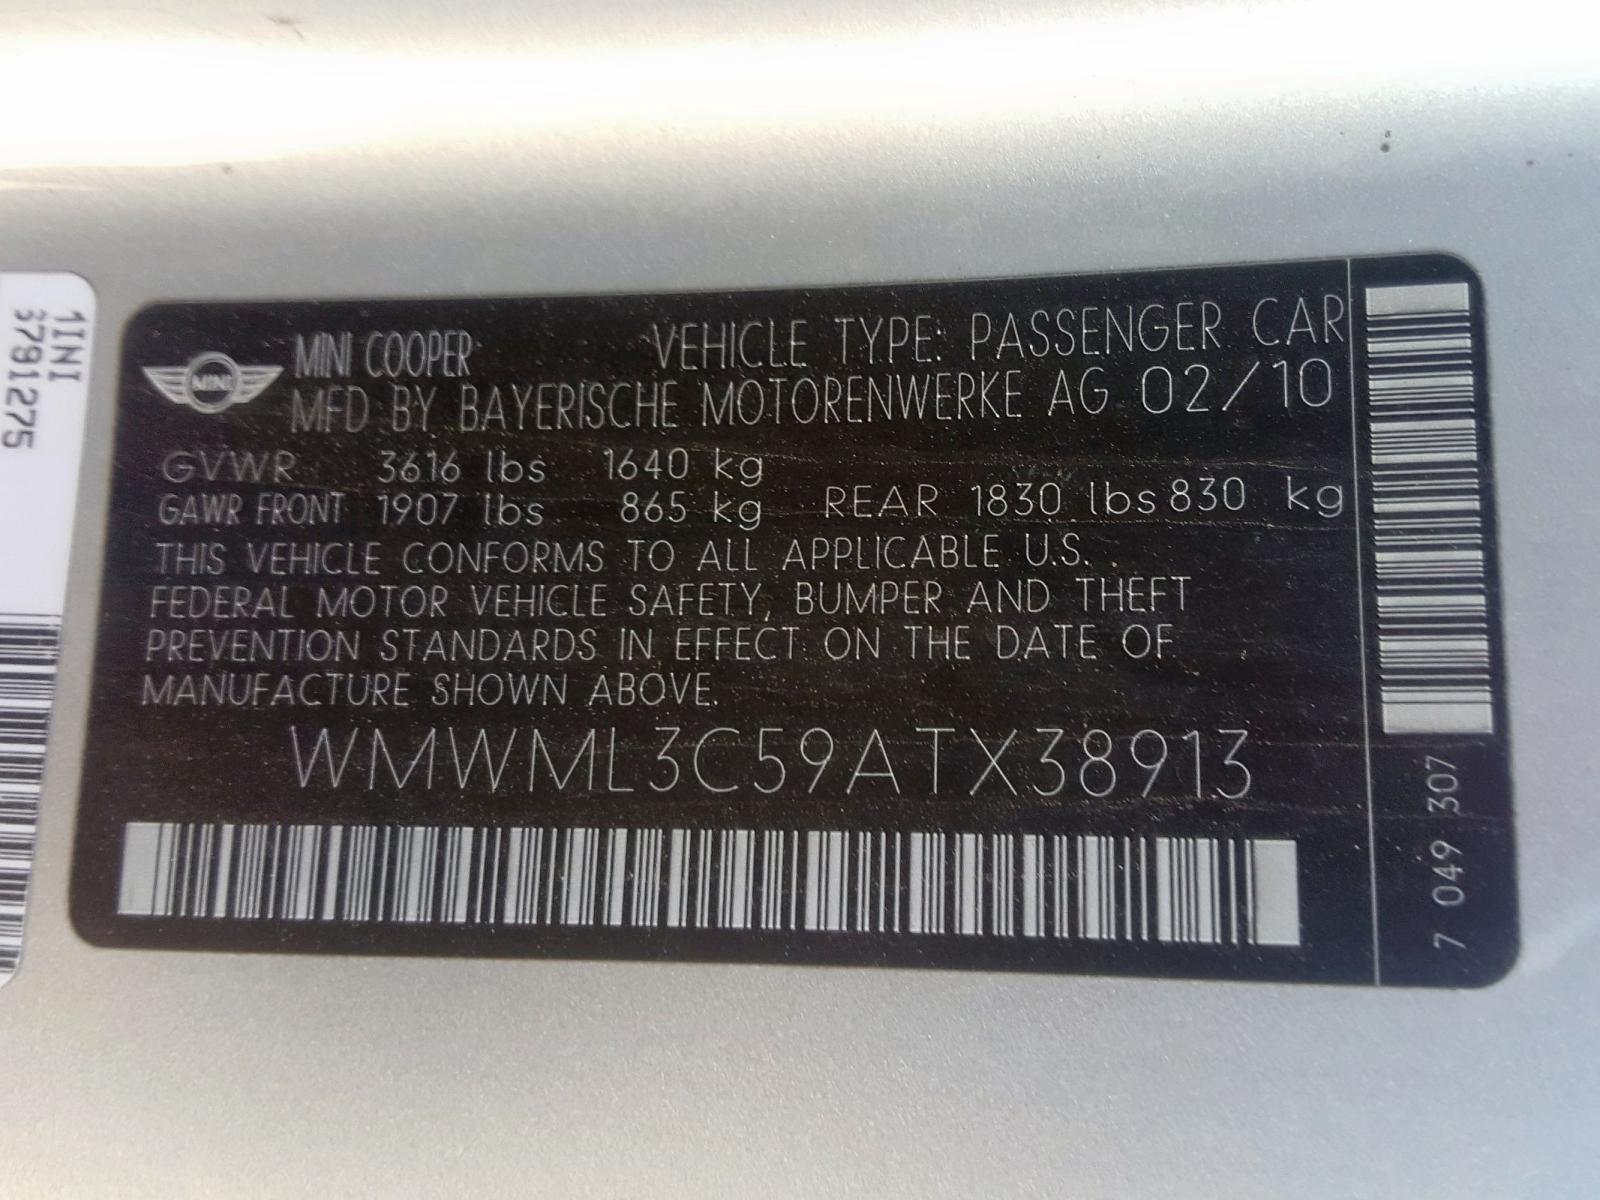 MINI COOPER VEHICLE TYPE: PASSENGER CAR
MINI
MFD BY BAYERISCHE MOTORENWERKE AG 02/10
GVWR 3616 lbs 1640 kg
GAWR FRONT 1907 lbs 865 kg REAR 1830 lbs 830 kg
THIS VEHICLE CONFORMS TO ALL APPLICABLE U.S.
FEDERAL MOTOR VEHICLE SAFETY, BUMPER AND THEFT
PREVENTION STANDARDS IN EFFECT ON THE DATE OF
MANUFACTURE SHOWN ABOVE.
WMWML3C59ATX38913
7 049 307
1INI